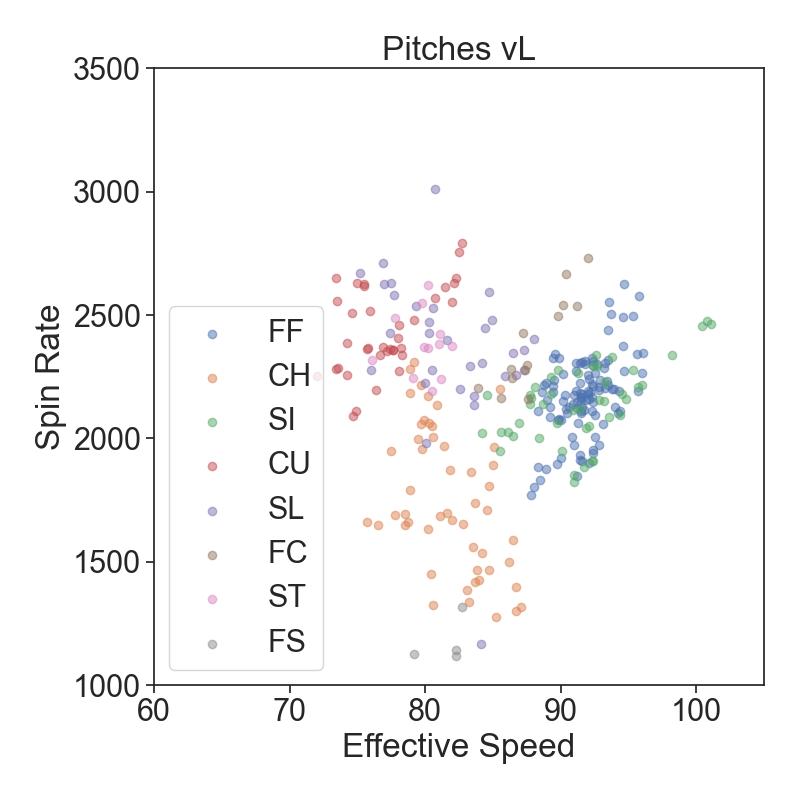 Pitches vL
3500
3000
2500
2000
1500
1000
Spin Rate
FF
CH
SI
CU
SL
FC
ST
FS
60
70
80
90
100
Effective Speed